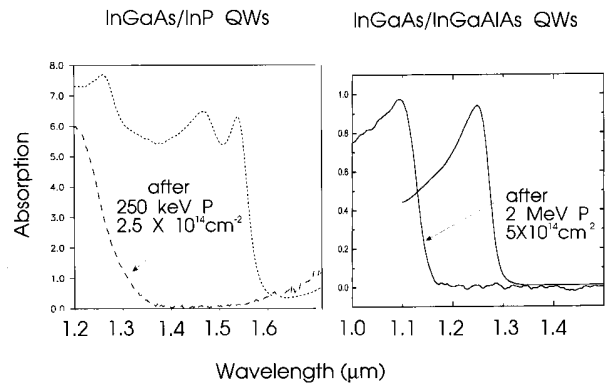 InGaAs/InP QWs
InGaAs/InGaAlAs QWs
Absorption
8.0
7.0
6.0
5.0
4.0
3.0
2.0
1.0
0.0
after
250 keV P
2.5 X 10¹⁴cm⁻²
1.2 1.3 1.4 1.5 1.6
1.0
0.8
0.6
0.4
0.2
0.0
after
2 MeV P
5X10¹⁴cm²
1.0 1.1 1.2 1.3 1.4
Wavelength (μm)